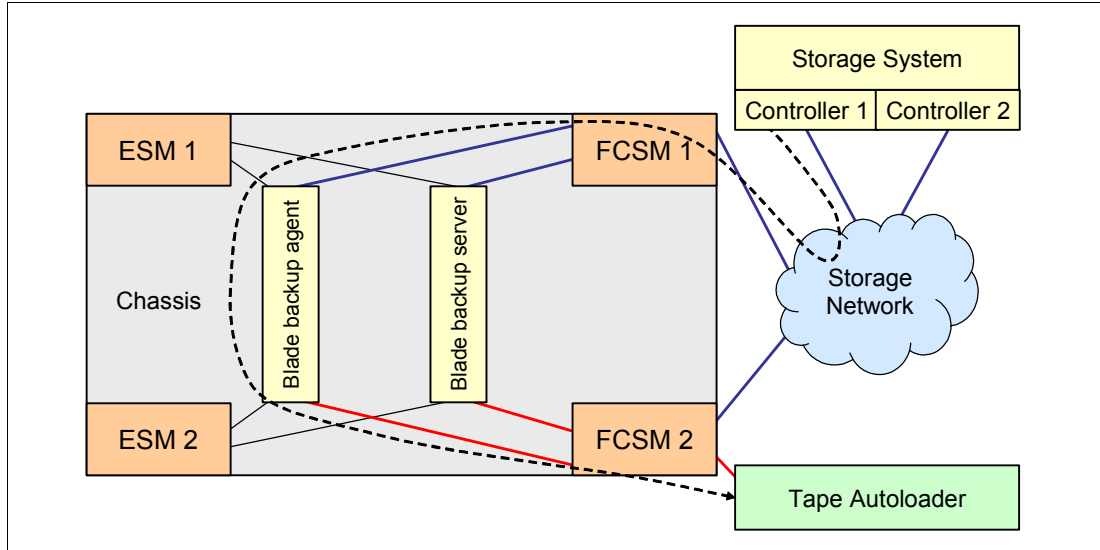 Storage System
Controller 1
Controller 2
ESM 1
FCSM 1
Blade backup agent
Blade backup server
Chassis
Storage
Network
ESM 2
FCSM 2
Tape Autoloader